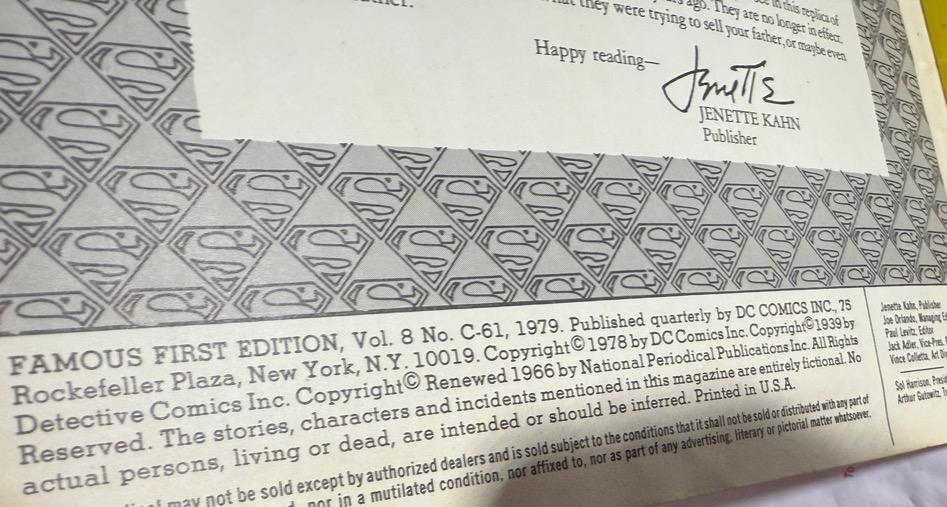 in this replica of
ago. They are no longer in effect.
they were trying to sell your father, or maybe even
Happy reading—
Jenette
JENETTE KAHN
Publisher
FAMOUS FIRST EDITION, Vol. 8 No. C-61, 1979. Published quarterly by DC COMICS INC., 75
Rockefeller Plaza, New York, N.Y. 10019. Copyright © 1978 by DC Comics Inc. Copyright © 1939 by
Detective Comics Inc. Copyright © Renewed 1966 by National Periodical Publications Inc. All Rights
Reserved. The stories, characters and incidents mentioned in this magazine are entirely fictional. No
actual persons, living or dead, are intended or should be inferred. Printed in U.S.A.
may not be sold except by authorized dealers and is sold subject to the conditions that it shall not be sold or distributed with any part of
nor in a mutilated condition, nor affixed to, nor as part of any advertising, literary or pictorial matter whatsoever.
Jenette Kahn, Publisher
Joe Orlando, Managing
Paul Levitz, Editor
Jack Adler, Vice-Pres.
Vince Colletta, Art
Sol Harrison,
Arthur Gutowitz,